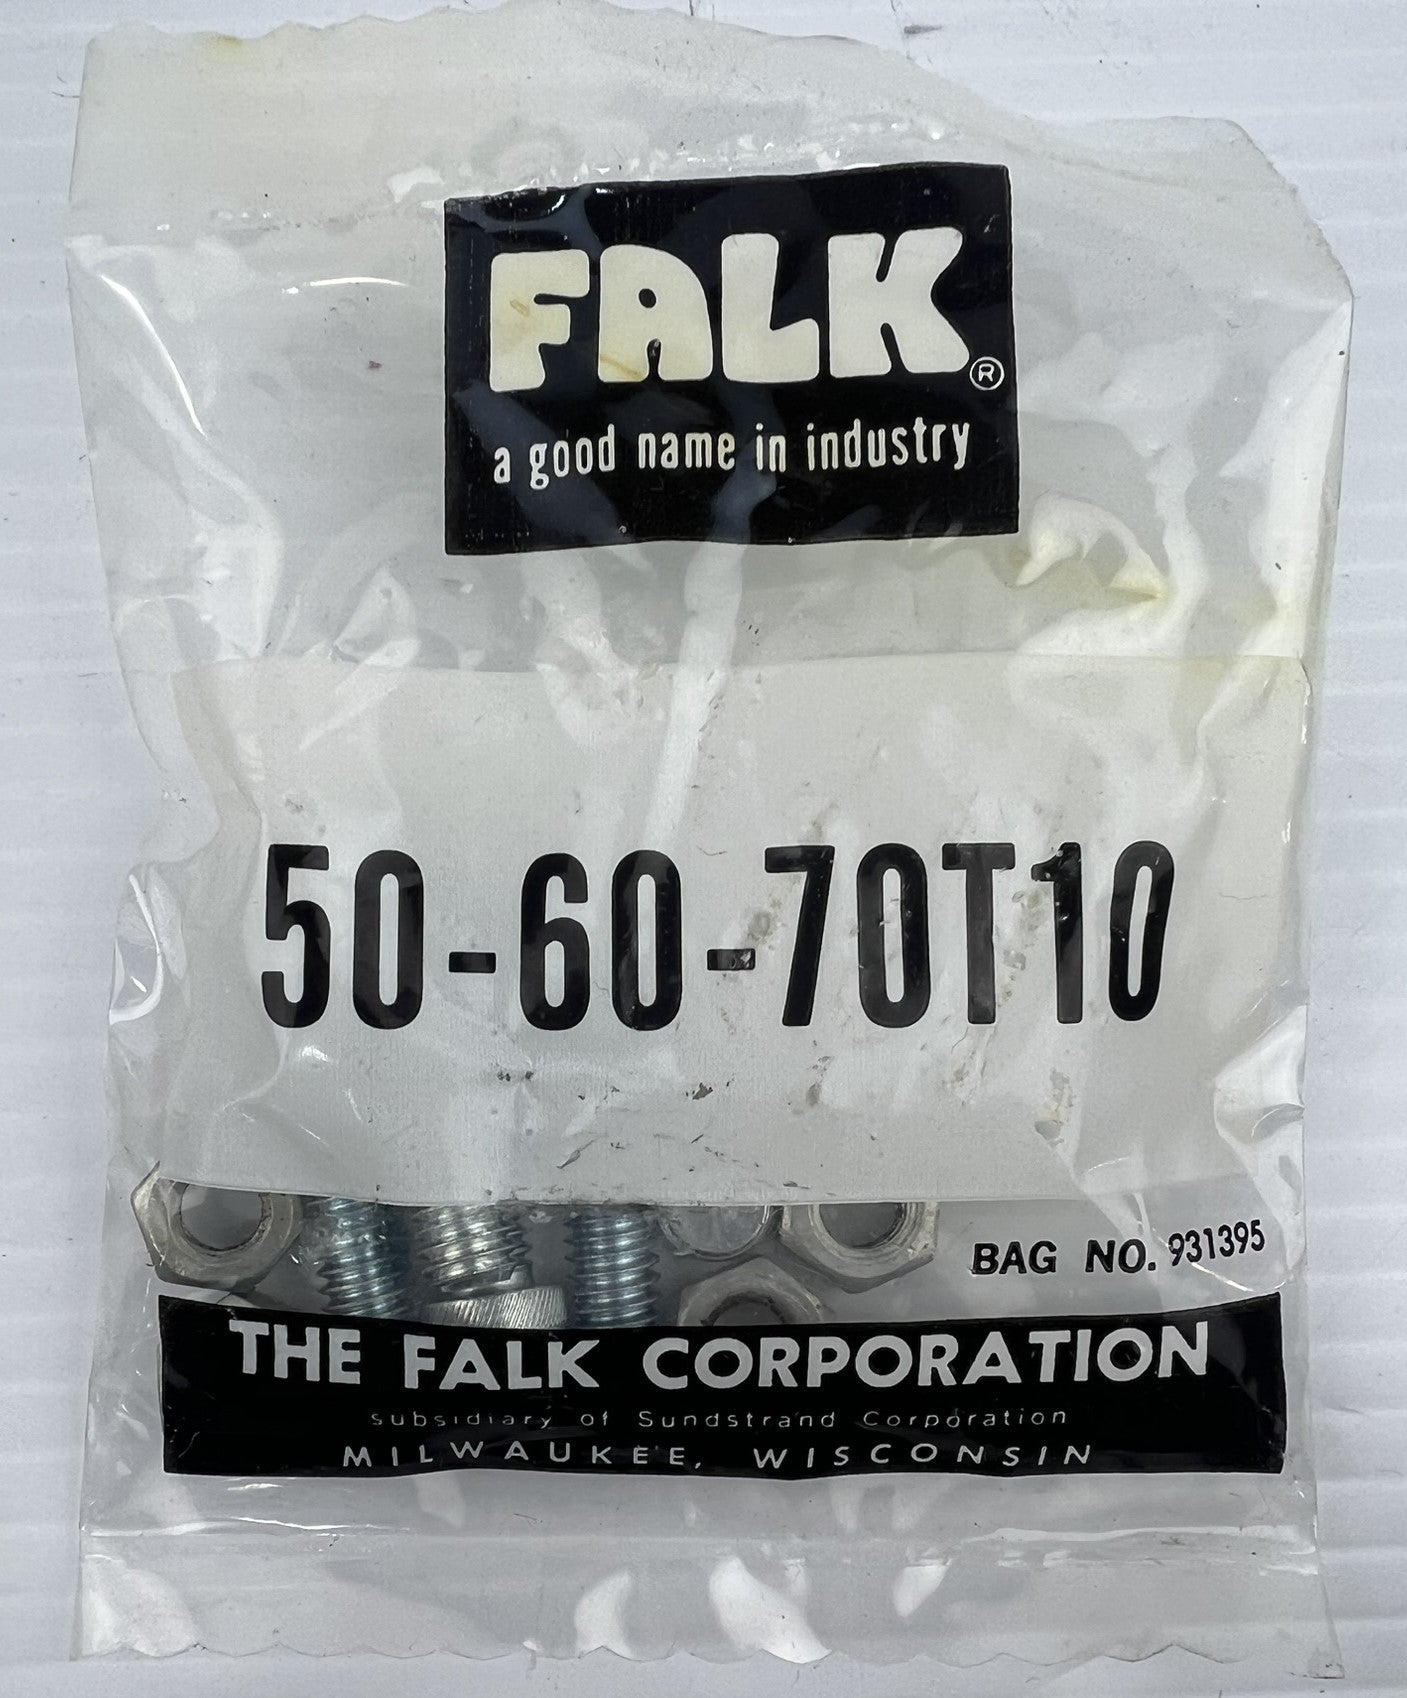 FALK®
a good name in industry
50-60-70T10
BAG NO. 931395
THE FALK CORPORATION
subsidiary of Sundstrand Corporation
MILWAUKEE, WISCONSIN